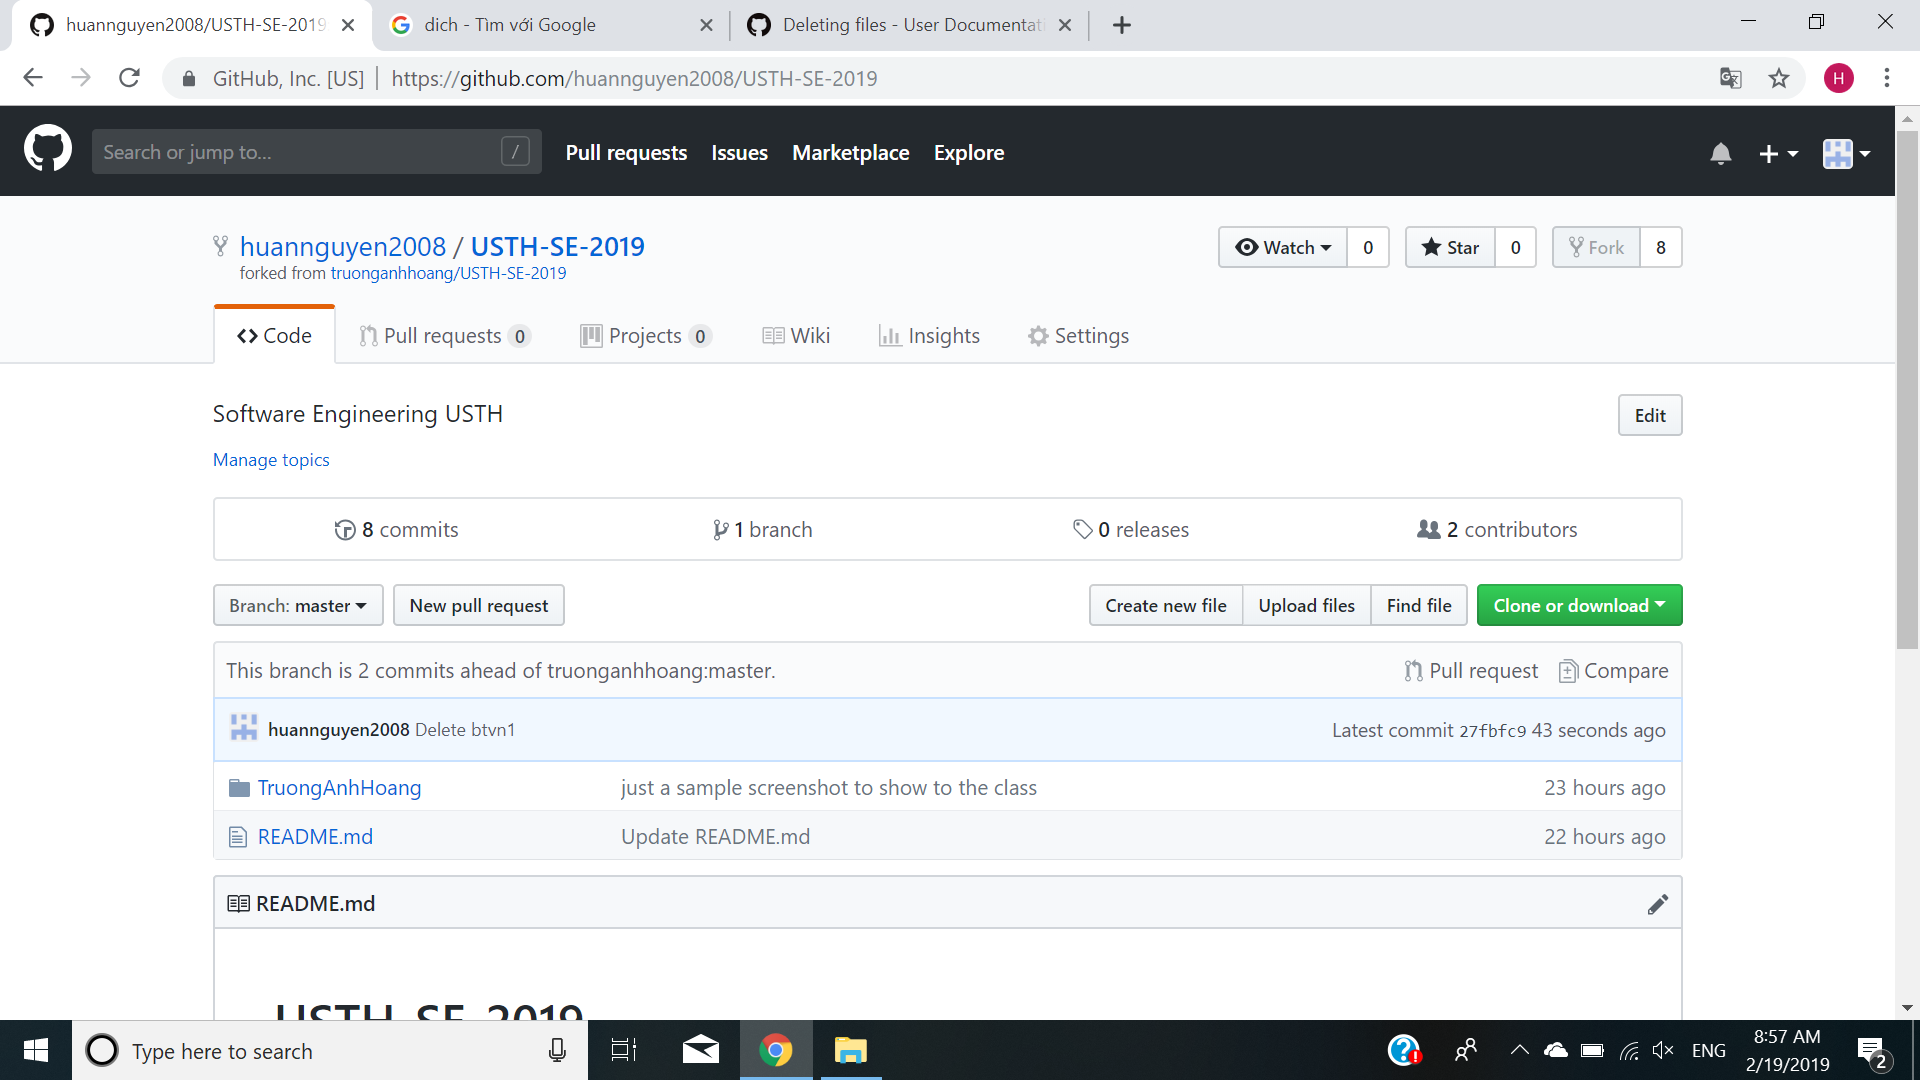 huannguyen2008/USTH-SE-2019
dich - Tìm với Google
Deleting files - User Documentati
GitHub, Inc. [US]
https://github.com/huannguyen2008/USTH-SE-2019
H
Search or jump to...
/
Pull requests
Issues
Marketplace
Explore
huannguyen2008 / USTH-SE-2019
forked from truonganhhoang/USTH-SE-2019
Watch 0
Star 0
Fork 8
Code
Pull requests 0
Projects 0
Wiki
Insights
Settings
Software Engineering USTH
Edit
Manage topics
8 commits
1 branch
0 releases
2 contributors
Branch: master
New pull request
Create new file
Upload files
Find file
Clone or download
This branch is 2 commits ahead of truonganhhoang:master.
Pull request
Compare
huannguyen2008 Delete btvn1
Latest commit 27fbfc9 43 seconds ago
TruongAnhHoang
just a sample screenshot to show to the class
23 hours ago
README.md
Update README.md
22 hours ago
README.md
USTH-SE-2019
Type here to search
ENG
8:57 AM
2/19/2019
2